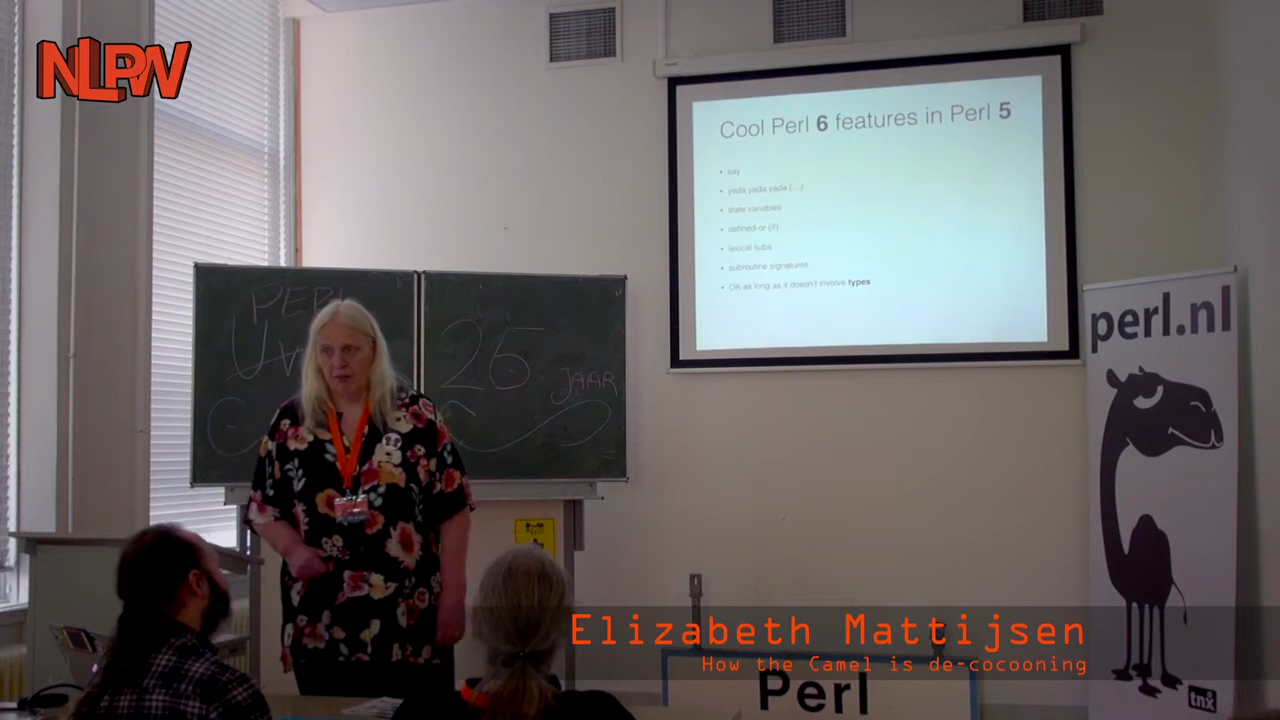 NLPW
Cool Perl 6 features in Perl 5
• say
• yada yada yada (...)
• state variables
• defined-or (//)
• lexical subs
• subroutine signatures
• OK as long as it doesn't involve types
PERL
26
JAAR
perl.nl
tnx
Elizabeth Mattijsen
How the Camel is de-cocooning
Perl